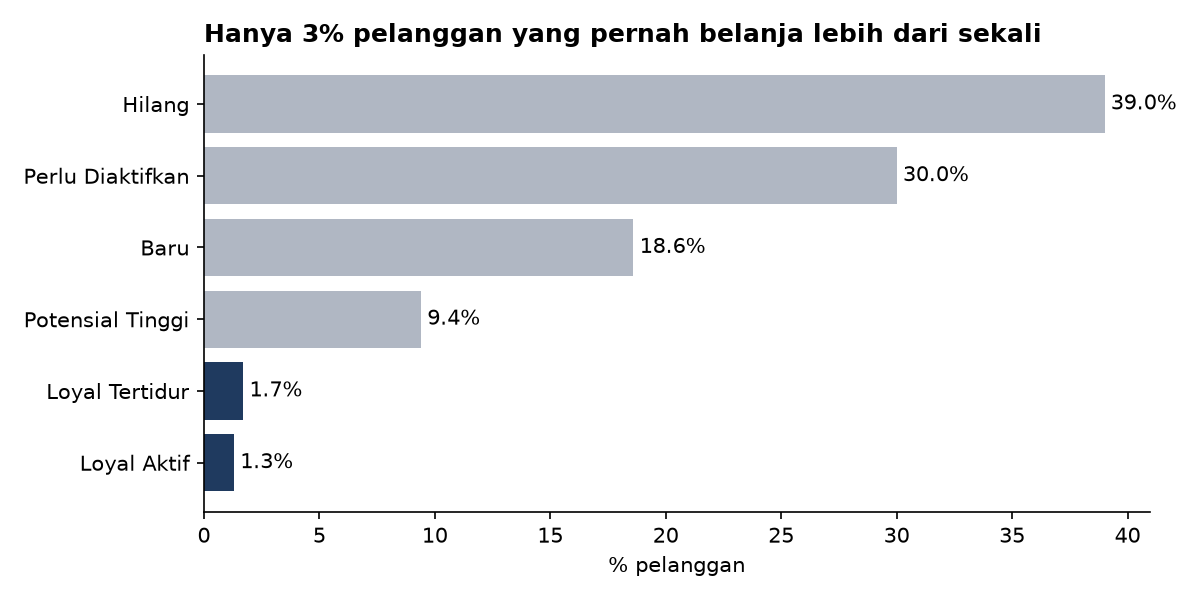 Hanya 3% pelanggan yang pernah belanja lebih dari sekali
Hilang 39.0%
Perlu Diaktifkan 30.0%
Baru 18.6%
Potensial Tinggi 9.4%
Loyal Tertidur 1.7%
Loyal Aktif 1.3%
0 5 10 15 20 25 30 35 40
% pelanggan